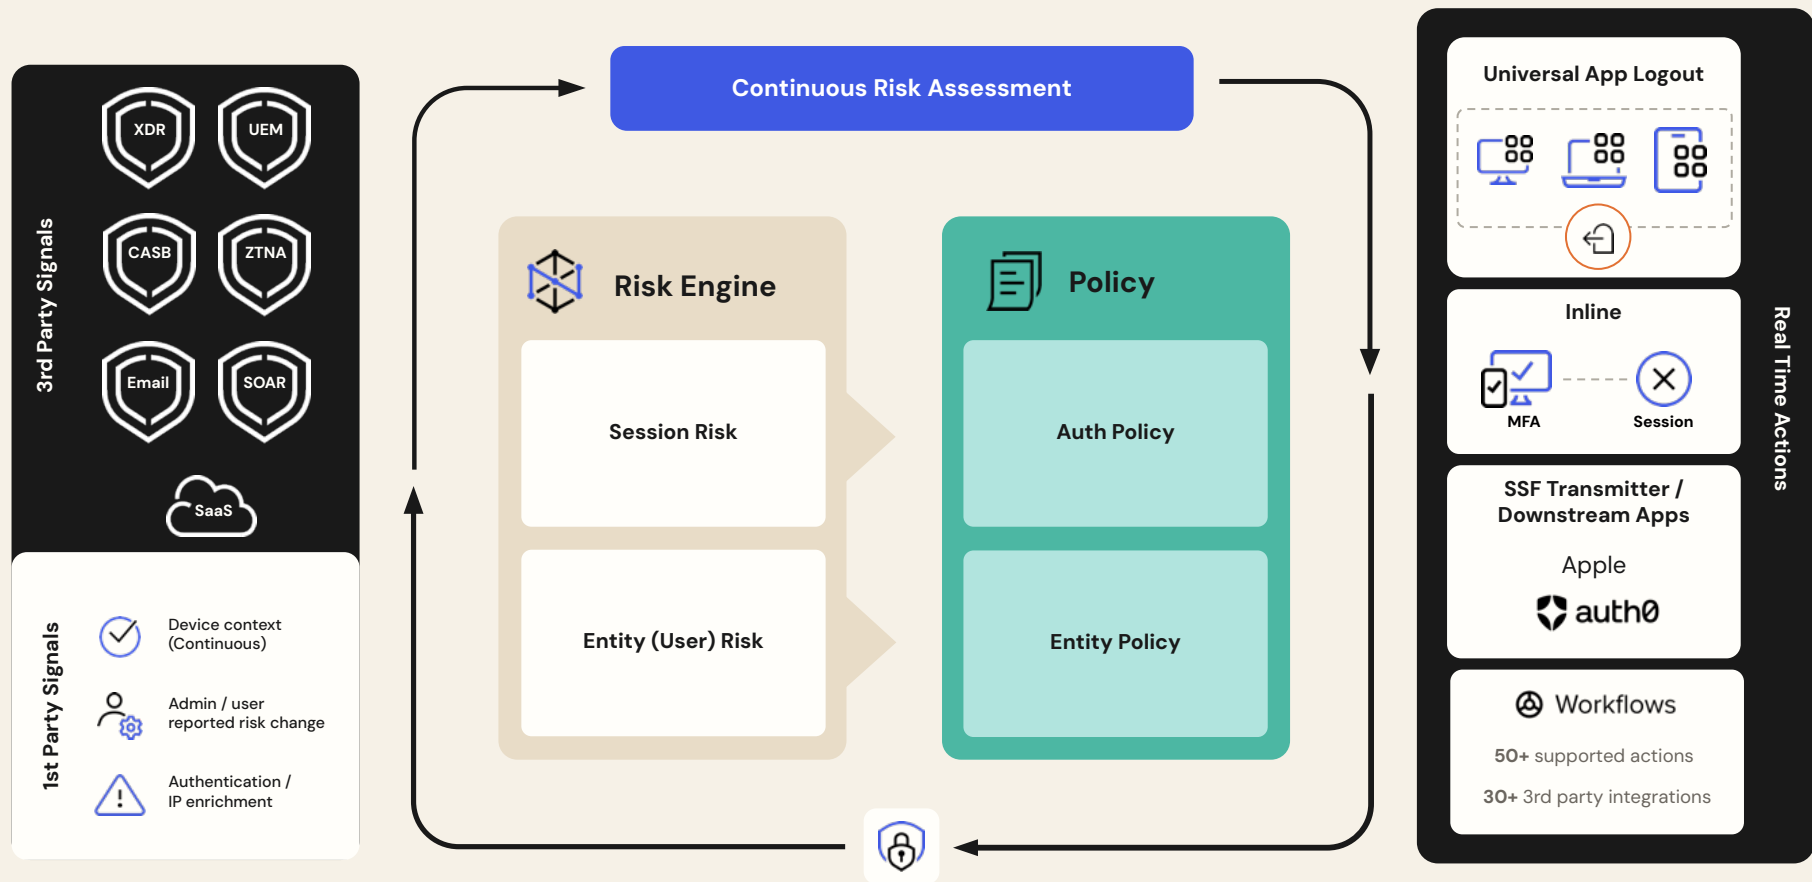 3rd Party Signals
XDR
UEM
CASB
ZTNA
Email
SOAR
SaaS
1st Party Signals
Device context
(Continuous)
Admin / user
reported risk change
Authentication /
IP enrichment
Continuous Risk Assessment
Risk Engine
Session Risk
Entity (User) Risk
Policy
Auth Policy
Entity Policy
Universal App Logout
Inline
MFA
Session
SSF Transmitter /
Downstream Apps
Apple
auth0
Workflows
50+ supported actions
30+ 3rd party integrations
Real Time Actions